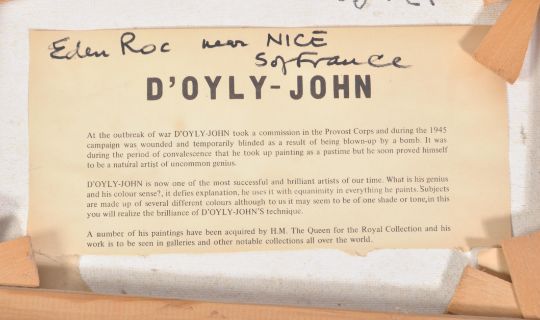 Eden Roc near NICE
S of France
D'OYLY-JOHN
At the outbreak of war D'OYLY-JOHN took a commission in the Provost Corps and during the 1945
campaign was wounded and temporarily blinded as a result of being blown-up by a bomb. It was
during the period of convalescence that he took up painting as a pastime but he soon proved himself
to be a natural artist of uncommon genius.
D'OYLY-JOHN is now one of the most successful and brilliant artists of our time. What is his genius
and his colour sense?, it defies explanation, he uses it with equanimity in everything he paints. Subjects
are made up of several different colours although to us it may seem to be of one shade or tone,in this
you will realize the brilliance of D'OYLY-JOHN'S technique.
A number of his paintings have been acquired by H.M. The Queen for the Royal Collection and his
work is to be seen in galleries and other notable collections all over the world.